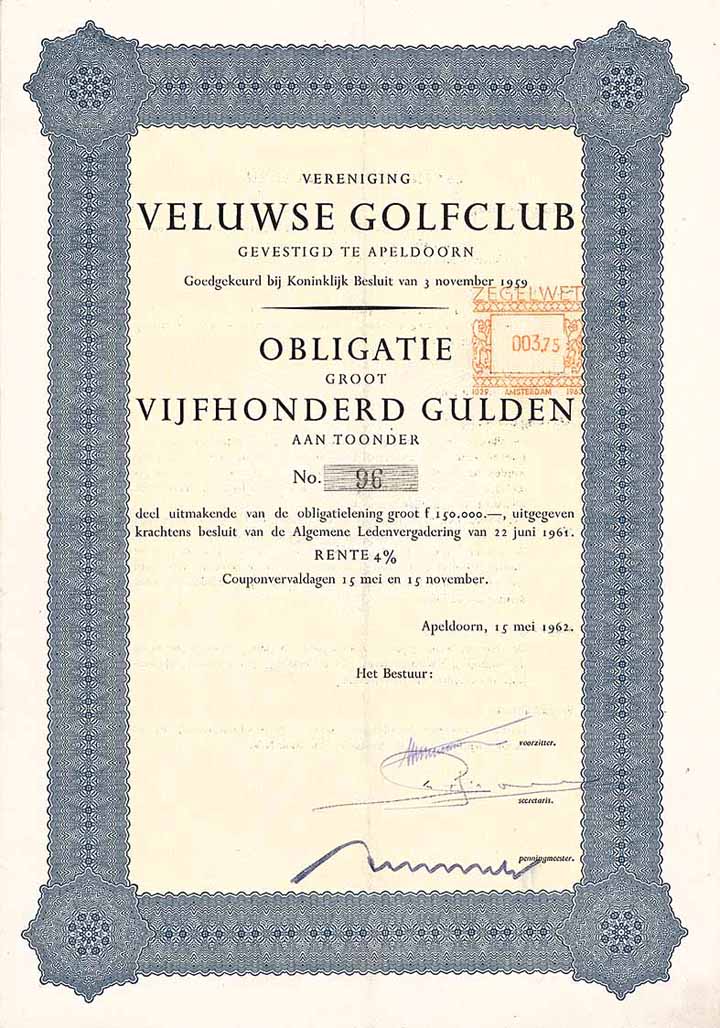 VERENIGING
VELUWSE GOLFCLUB
GEVESTIGD TE APELDOORN
Goedgekeurd bij Koninklijk Besluit van 3 november 1959
ZEGELWET
003,75
AMSTERDAM
OBLIGATIE
GROOT
VIJFHONDERD GULDEN
AAN TOONDER
No. 96
deel uitmakende van de obligatielening groot f 150.000.—, uitgegeven
krachtens besluit van de Algemene Ledenvergadering van 22 juni 1961.
RENTE 4%
Couponvervaldagen 15 mei en 15 november.
Apeldoorn, 15 mei 1962.
Het Bestuur:
voorzitter.
secretaris.
penningmeester.